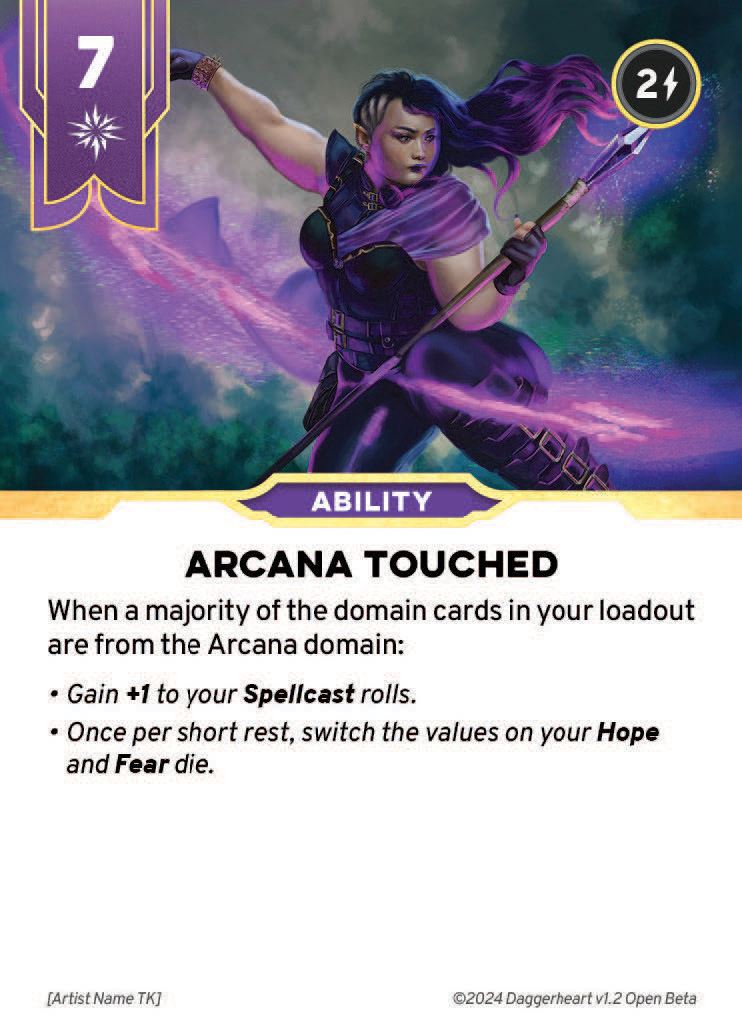 7
2
ABILITY
ARCANA TOUCHED
When a majority of the domain cards in your loadout
are from the Arcana domain:
• Gain +1 to your Spellcast rolls.
• Once per short rest, switch the values on your Hope
and Fear die.
[Artist Name TK]
©2024 Daggerheart v1.2 Open Beta